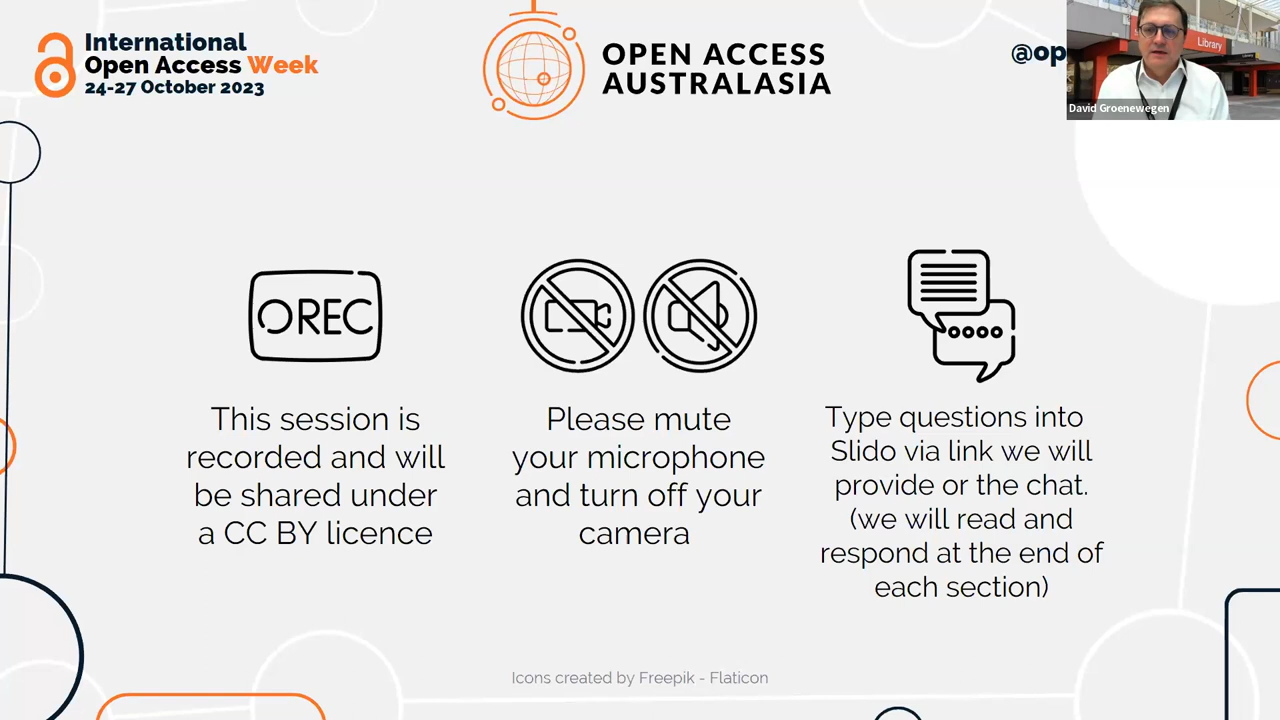 International
Open Access Week
24-27 October 2023
OPEN ACCESS
AUSTRALASIA
@op
Library
David Groenewegen
REC
This session is
recorded and will
be shared under
a CC BY licence
Please mute
your microphone
and turn off your
camera
Type questions into
Slido via link we will
provide or the chat.
(we will read and
respond at the end of
each section)
Icons created by Freepik - Flaticon